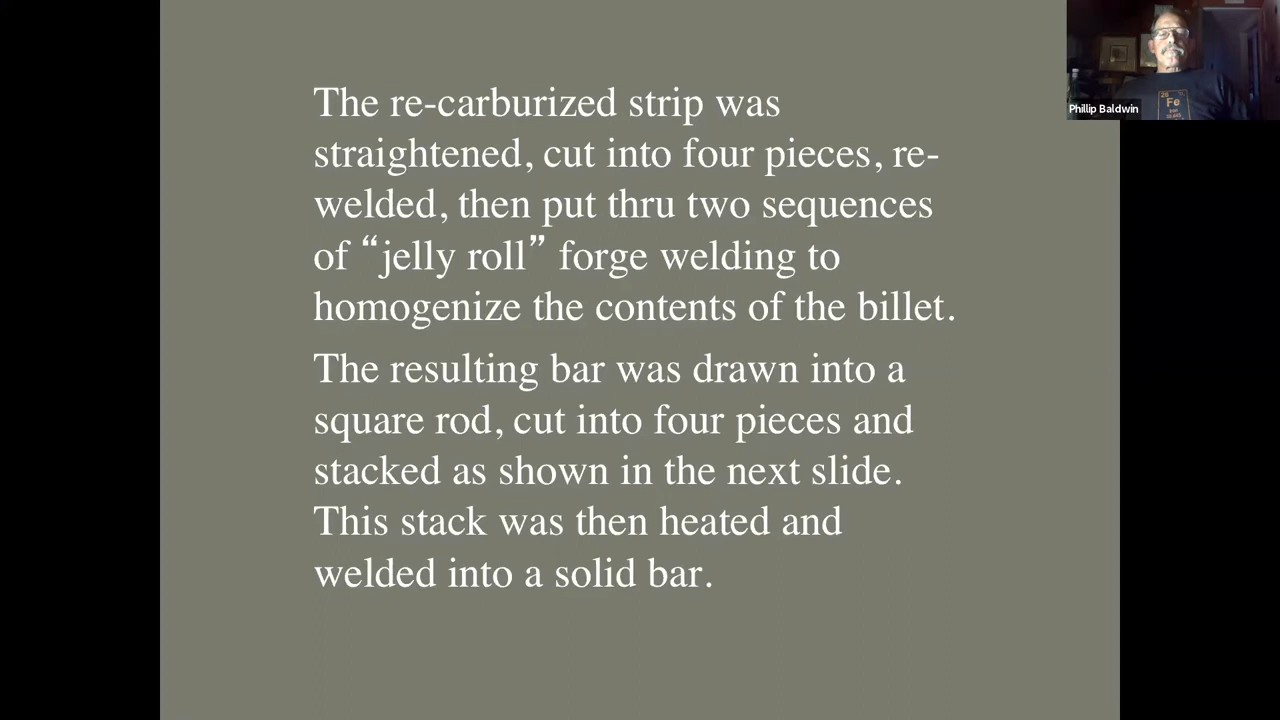 The re-carburized strip was
straightened, cut into four pieces, re-
welded, then put thru two sequences
of “jelly roll” forge welding to
homogenize the contents of the billet.
The resulting bar was drawn into a
square rod, cut into four pieces and
stacked as shown in the next slide.
This stack was then heated and
welded into a solid bar.
Phillip Baldwin
26
Fe